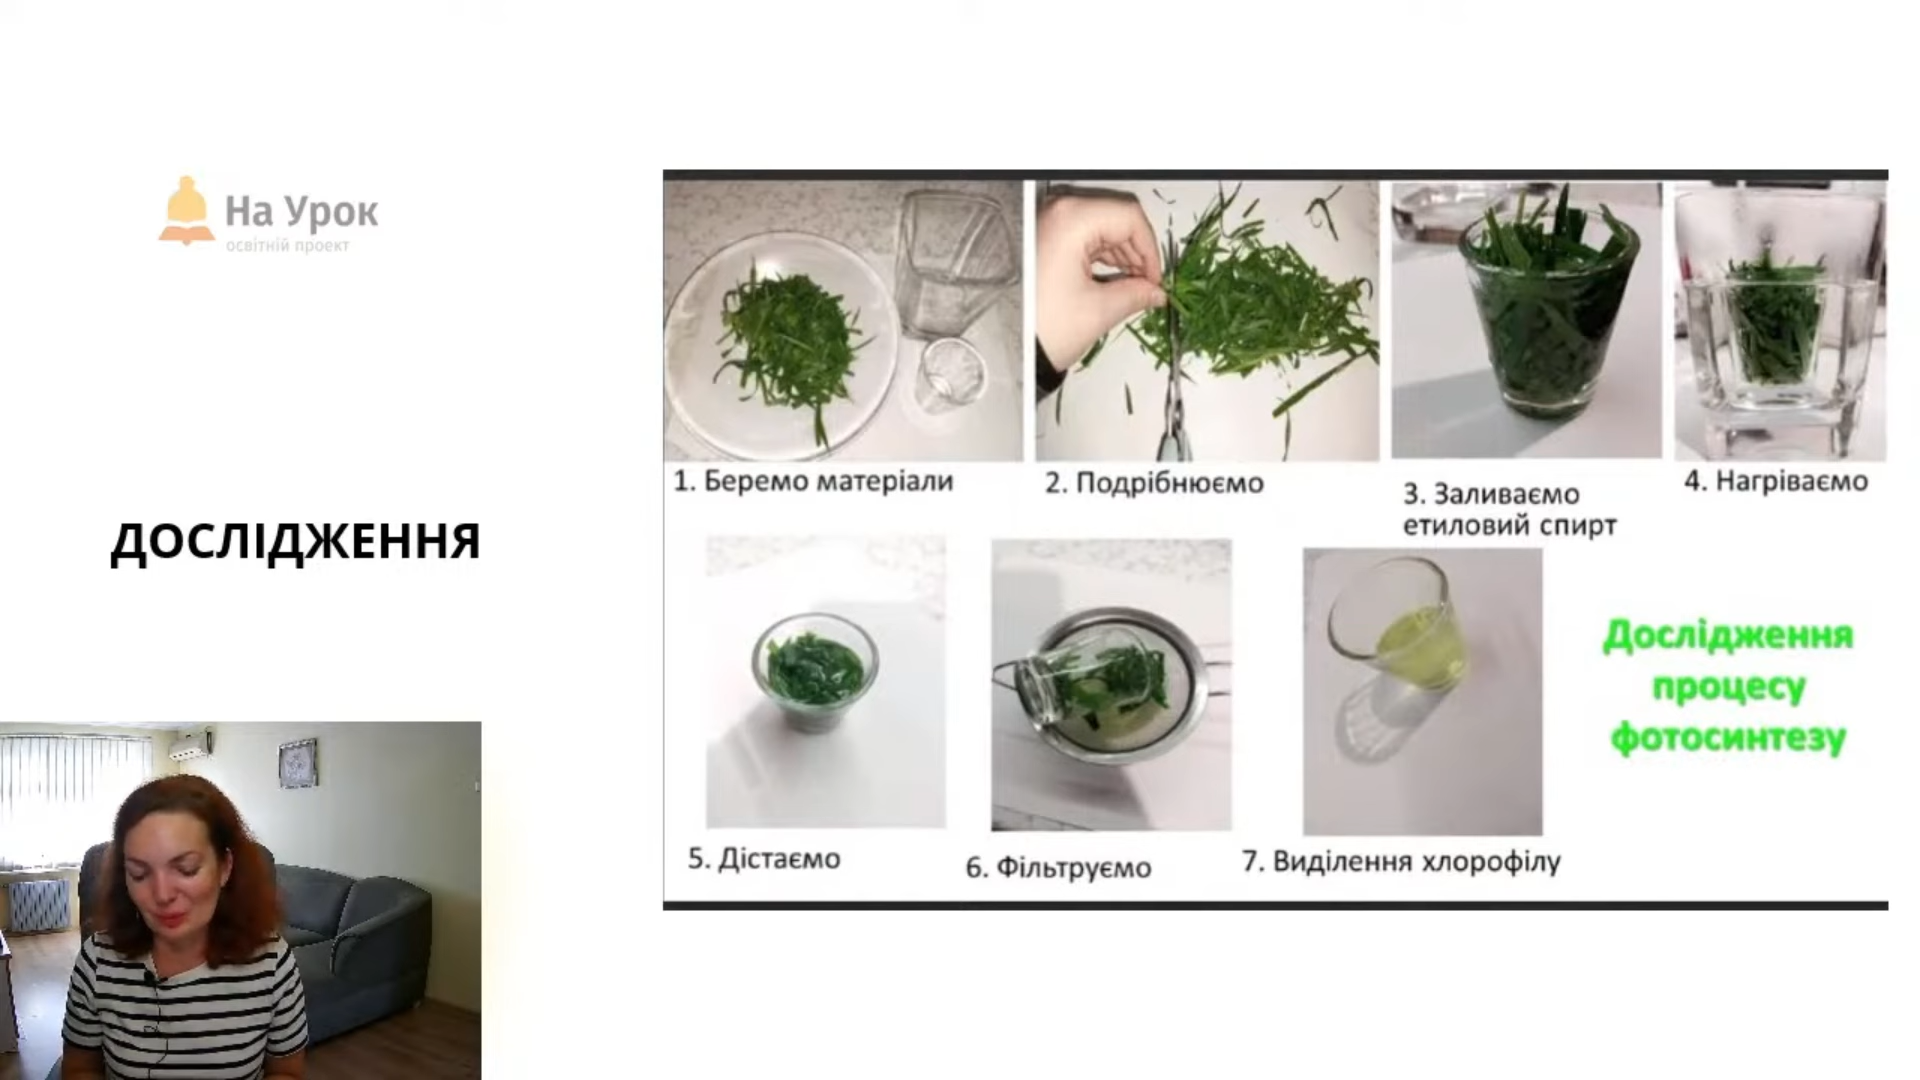 На Урок
освітній проект
ДОСЛІДЖЕННЯ
1. Беремо матеріали
2. Подрібнюємо
3. Заливаємо
етиловий спирт
4. Нагріваємо
5. Дістаємо
6. Фільтруємо
7. Виділення хлорофілу
Дослідження
процесу
фотосинтезу